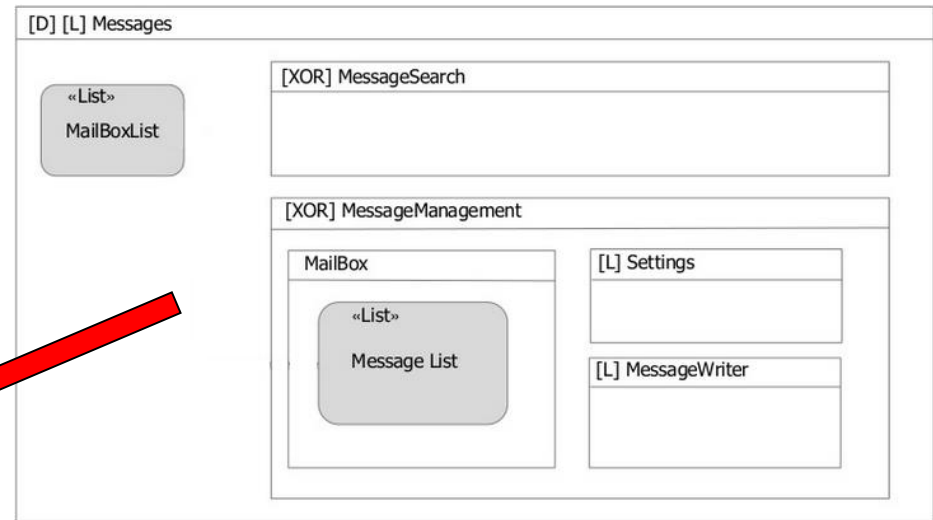 [D] [L] Messages
«List»
MailBoxList
[XOR] MessageSearch
[XOR] MessageManagement
MailBox
«List»
Message List
[L] Settings
[L] MessageWriter